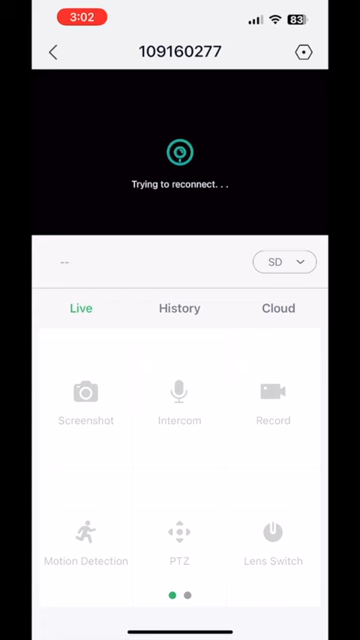 3:02
83
109160277
Trying to reconnect. . .
--
SD
Live
History
Cloud
Screenshot
Intercom
Record
Motion Detection
PTZ
Lens Switch